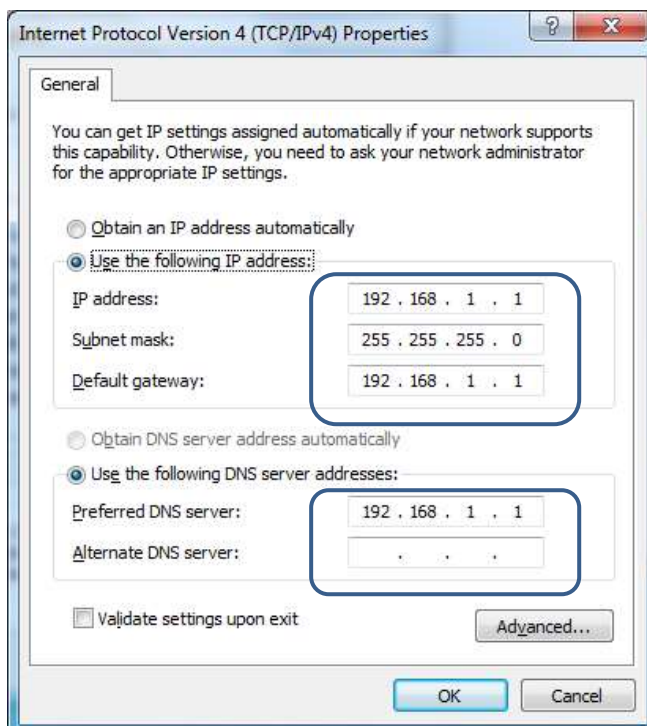 Internet Protocol Version 4 (TCP/IPv4) Properties
General
You can get IP settings assigned automatically if your network supports
this capability. Otherwise, you need to ask your network administrator
for the appropriate IP settings.
Obtain an IP address automatically
Use the following IP address:
IP address: 192 . 168 . 1 . 1
Subnet mask: 255 . 255 . 255 . 0
Default gateway: 192 . 168 . 1 . 1
Obtain DNS server address automatically
Use the following DNS server addresses:
Preferred DNS server: 192 . 168 . 1 . 1
Alternate DNS server: . . .
Validate settings upon exit
Advanced...
OK Cancel